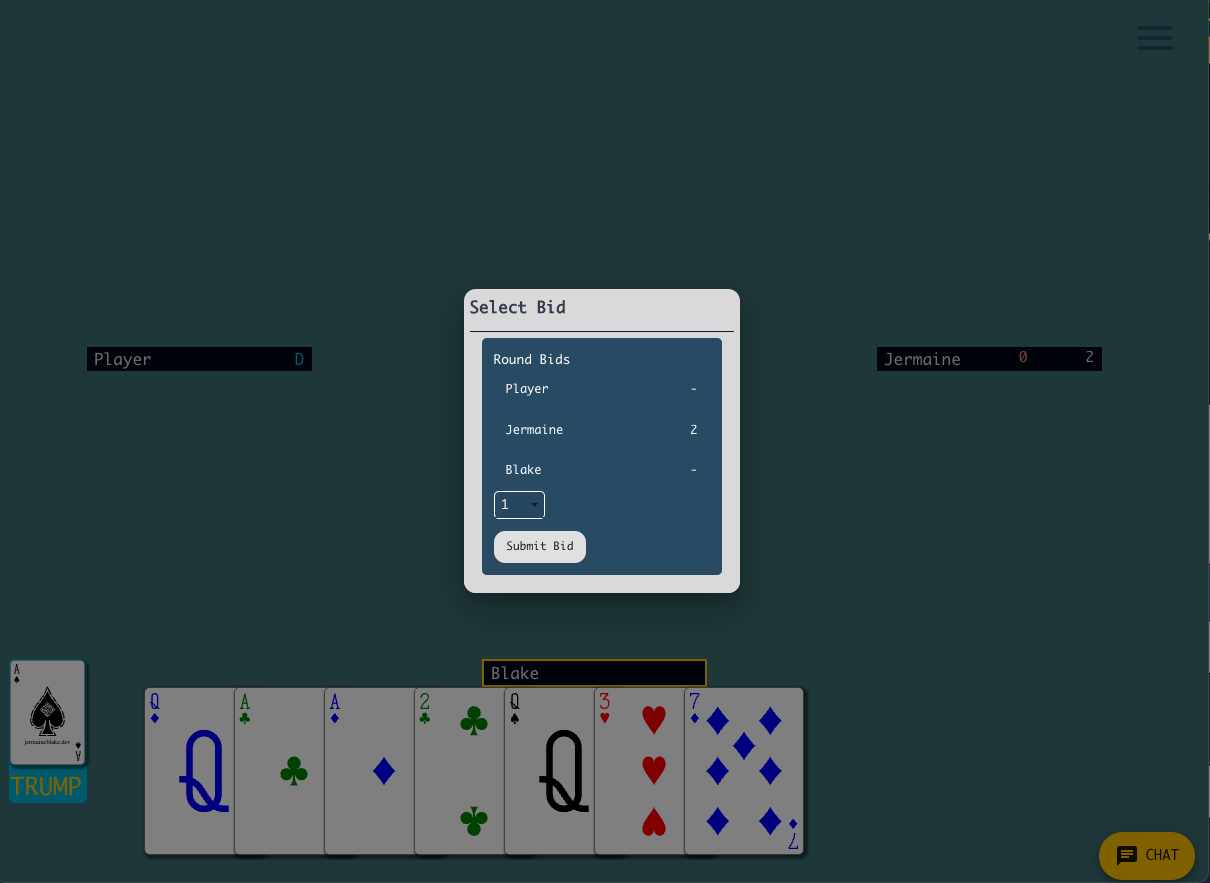 Select Bid
Round Bids
Player D
Jermaine 0 2
Player -
Jermaine 2
Blake -
1
Submit Bid
Blake
A
jermaineblake.dev
A
TRUMP
Q
Q
A
A
2
Q
Q
3
7
7
CHAT